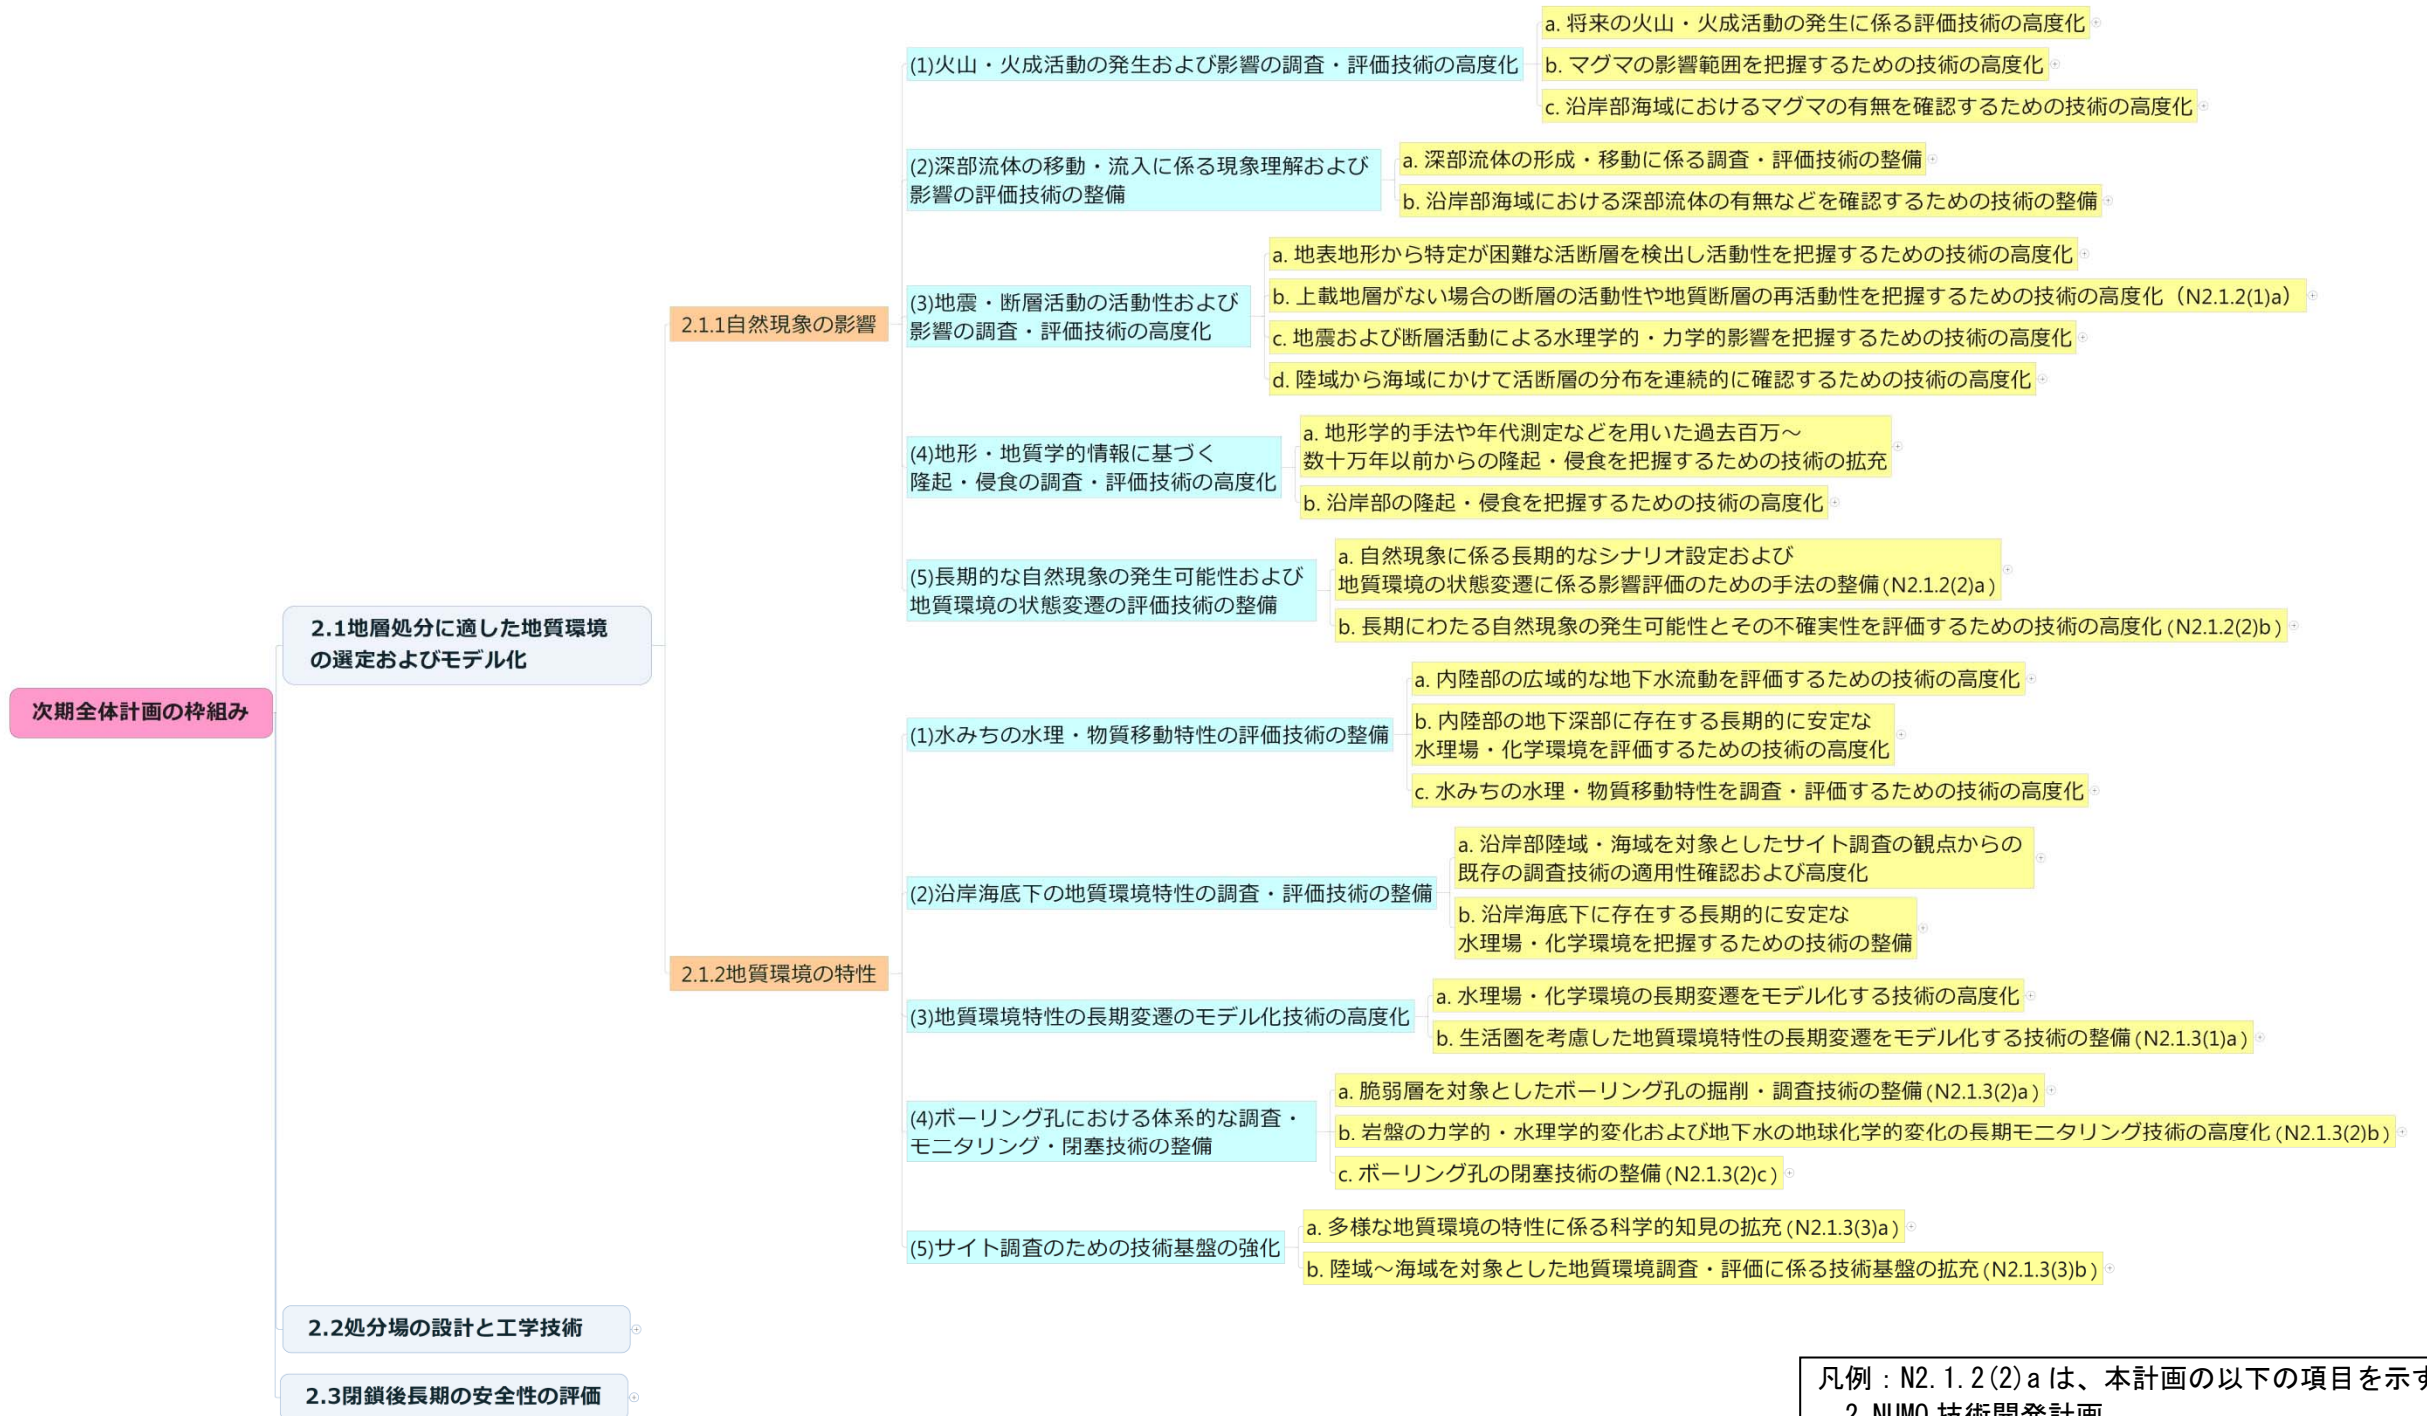 次期全体計画の枠組み
2.1地層処分に適した地質環境
の選定およびモデル化
2.1.1自然現象の影響
(1)火山・火成活動の発生および影響の調査・評価技術の高度化
a. 将来の火山・火成活動の発生に係る評価技術の高度化
b. マグマの影響範囲を把握するための技術の高度化
c. 沿岸部海域におけるマグマの有無を確認するための技術の高度化
(2)深部流体の移動・流入に係る現象理解および
影響の評価技術の整備
a. 深部流体の形成・移動に係る調査・評価技術の整備
b. 沿岸部海域における深部流体の有無などを確認するための技術の整備
(3)地震・断層活動の活動性および
影響の調査・評価技術の高度化
a. 地表地形から特定が困難な活断層を検出し活動性を把握するための技術の高度化
b. 上載地層がない場合の断層の活動性や地質断層の再活動性を把握するための技術の高度化（N2.1.2(1)a）
c. 地震および断層活動による水理学的・力学的影響を把握するための技術の高度化
d. 陸域から海域にかけて活断層の分布を連続的に確認するための技術の高度化
(4)地形・地質学的情報に基づく
隆起・侵食の調査・評価技術の高度化
a. 地形学的手法や年代測定などを用いた過去百万～
数十万年以前からの隆起・侵食を把握するための技術の拡充
b. 沿岸部の隆起・侵食を把握するための技術の高度化
(5)長期的な自然現象の発生可能性および
地質環境の状態変遷の評価技術の整備
a. 自然現象に係る長期的なシナリオ設定および
地質環境の状態変遷に係る影響評価のための手法の整備(N2.1.2(2)a)
b. 長期にわたる自然現象の発生可能性とその不確実性を評価するための技術の高度化(N2.1.2(2)b)
2.1.2地質環境の特性
(1)水みちの水理・物質移動特性の評価技術の整備
a. 内陸部の広域的な地下水流動を評価するための技術の高度化
b. 内陸部の地下深部に存在する長期的に安定な
水理場・化学環境を評価するための技術の高度化
c. 水みちの水理・物質移動特性を調査・評価するための技術の高度化
(2)沿岸海底下の地質環境特性の調査・評価技術の整備
a. 沿岸部陸域・海域を対象としたサイト調査の観点からの
既存の調査技術の適用性確認および高度化
b. 沿岸海底下に存在する長期的に安定な
水理場・化学環境を把握するための技術の整備
(3)地質環境特性の長期変遷のモデル化技術の高度化
a. 水理場・化学環境の長期変遷をモデル化する技術の高度化
b. 生活圏を考慮した地質環境特性の長期変遷をモデル化する技術の整備(N2.1.3(1)a)
(4)ボーリング孔における体系的な調査・
モニタリング・閉塞技術の整備
a. 脆弱層を対象としたボーリング孔の掘削・調査技術の整備(N2.1.3(2)a)
b. 岩盤の力学的・水理学的変化および地下水の地球化学的変化の長期モニタリング技術の高度化(N2.1.3(2)b)
c. ボーリング孔の閉塞技術の整備(N2.1.3(2)c)
(5)サイト調査のための技術基盤の強化
a. 多様な地質環境の特性に係る科学的知見の拡充(N2.1.3(3)a)
b. 陸域～海域を対象とした地質環境調査・評価に係る技術基盤の拡充(N2.1.3(3)b)
2.2処分場の設計と工学技術
2.3閉鎖後長期の安全性の評価
凡例：N2.1.2(2)a は、本計画の以下の項目を示す
2.NUMO 技術開発計画